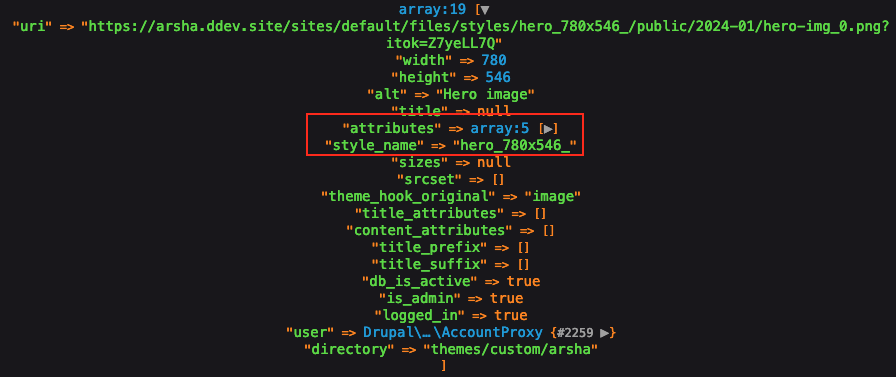 array:19 [▼
"uri" => "https://arsha.ddev.site/sites/default/files/styles/hero_780x546_/public/2024-01/hero-img_0.png?
itok=Z7yeLL7Q"
"width" => 780
"height" => 546
"alt" => "Hero image"
"title" => null
"attributes" => array:5 [▶]
"style_name" => "hero_780x546_"
"sizes" => null
"srcset" => []
"theme_hook_original" => "image"
"title_attributes" => []
"content_attributes" => []
"title_prefix" => []
"title_suffix" => []
"db_is_active" => true
"is_admin" => true
"logged_in" => true
"user" => Drupal\…\AccountProxy {#2259 ▶}
"directory" => "themes/custom/arsha"
]